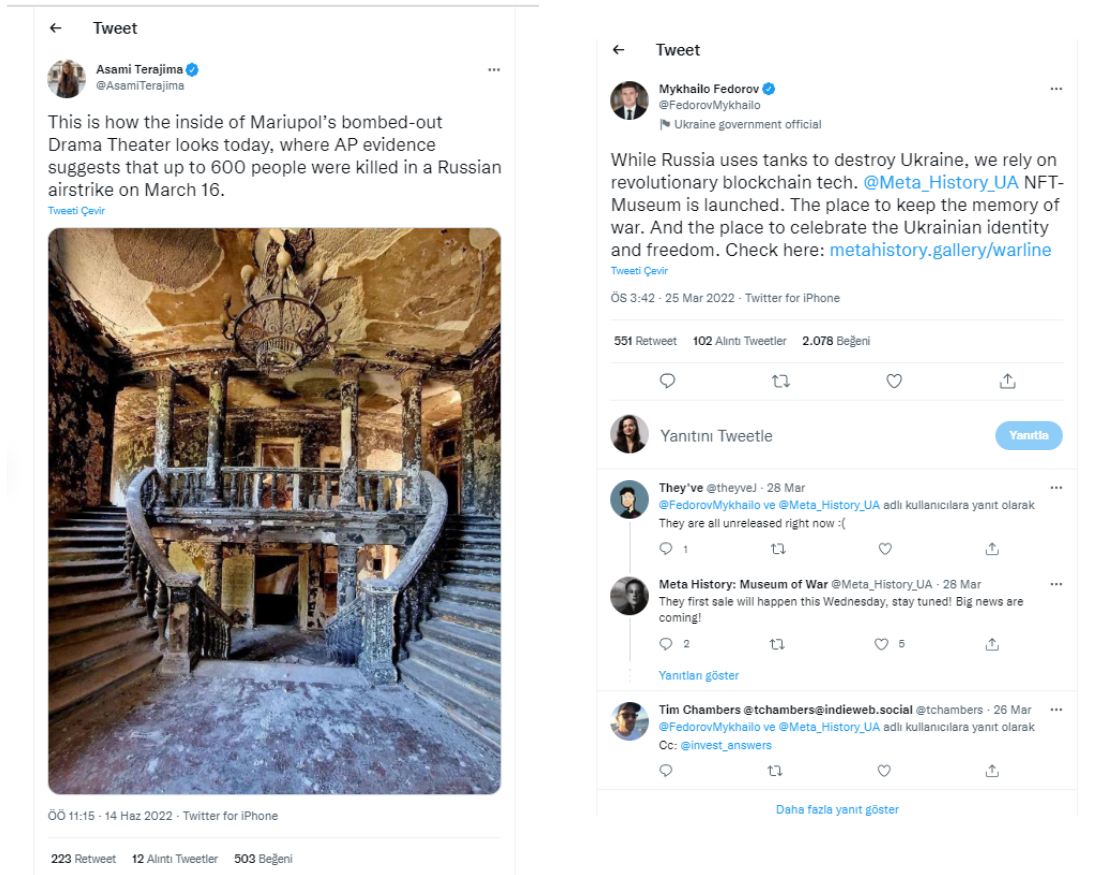 Tweet
Asami Terajima
@AsamiTerajima
This is how the inside of Mariupol's bombed-out
Drama Theater looks today, where AP evidence
suggests that up to 600 people were killed in a Russian
airstrike on March 16.
Tweeti Çevir
ÖÖ 11:15 · 14 Haz 2022 · Twitter for iPhone
223 Retweet 12 Alıntı Tweetler 503 Beğeni
Tweet
Mykhailo Fedorov
@FedorovMykhailo
Ukraine government official
While Russia uses tanks to destroy Ukraine, we rely on
revolutionary blockchain tech. @Meta_History_UA NFT-
Museum is launched. The place to keep the memory of
war. And the place to celebrate the Ukrainian identity
and freedom. Check here: metahistory.gallery/warline
Tweeti Çevir
ÖS 3:42 · 25 Mar 2022 · Twitter for iPhone
551 Retweet 102 Alıntı Tweetler 2.078 Beğeni
Yanıtını Tweetle
Yanıtla
They've @theyveJ · 28 Mar
@FedorovMykhailo ve @Meta_History_UA adlı kullanıcılara yanıt olarak
They are all unreleased right now :(
1
Meta History: Museum of War @Meta_History_UA · 28 Mar
They first sale will happen this Wednesday, stay tuned! Big news are
coming!
2 5
Yanıtları göster
Tim Chambers @tchambers@indieweb.social @tchambers · 26 Mar
@FedorovMykhailo ve @Meta_History_UA adlı kullanıcılara yanıt olarak
Cc: @invest_answers
Daha fazla yanıt göster